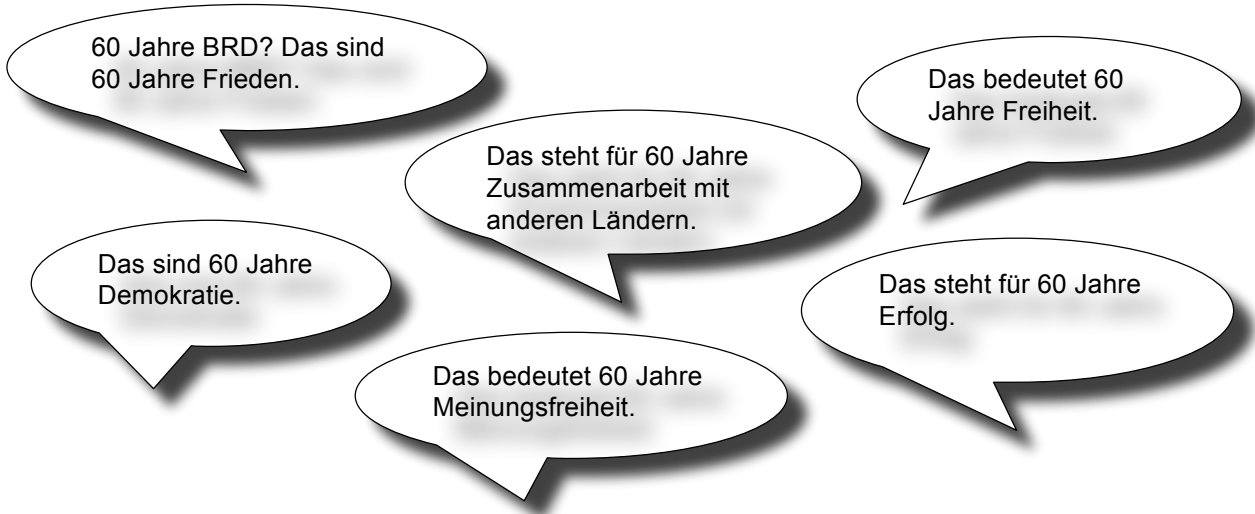 60 Jahre BRD? Das sind
60 Jahre Frieden.
Das bedeutet 60
Jahre Freiheit.
Das steht für 60 Jahre
Zusammenarbeit mit
anderen Ländern.
Das sind 60 Jahre
Demokratie.
Das steht für 60 Jahre
Erfolg.
Das bedeutet 60 Jahre
Meinungsfreiheit.